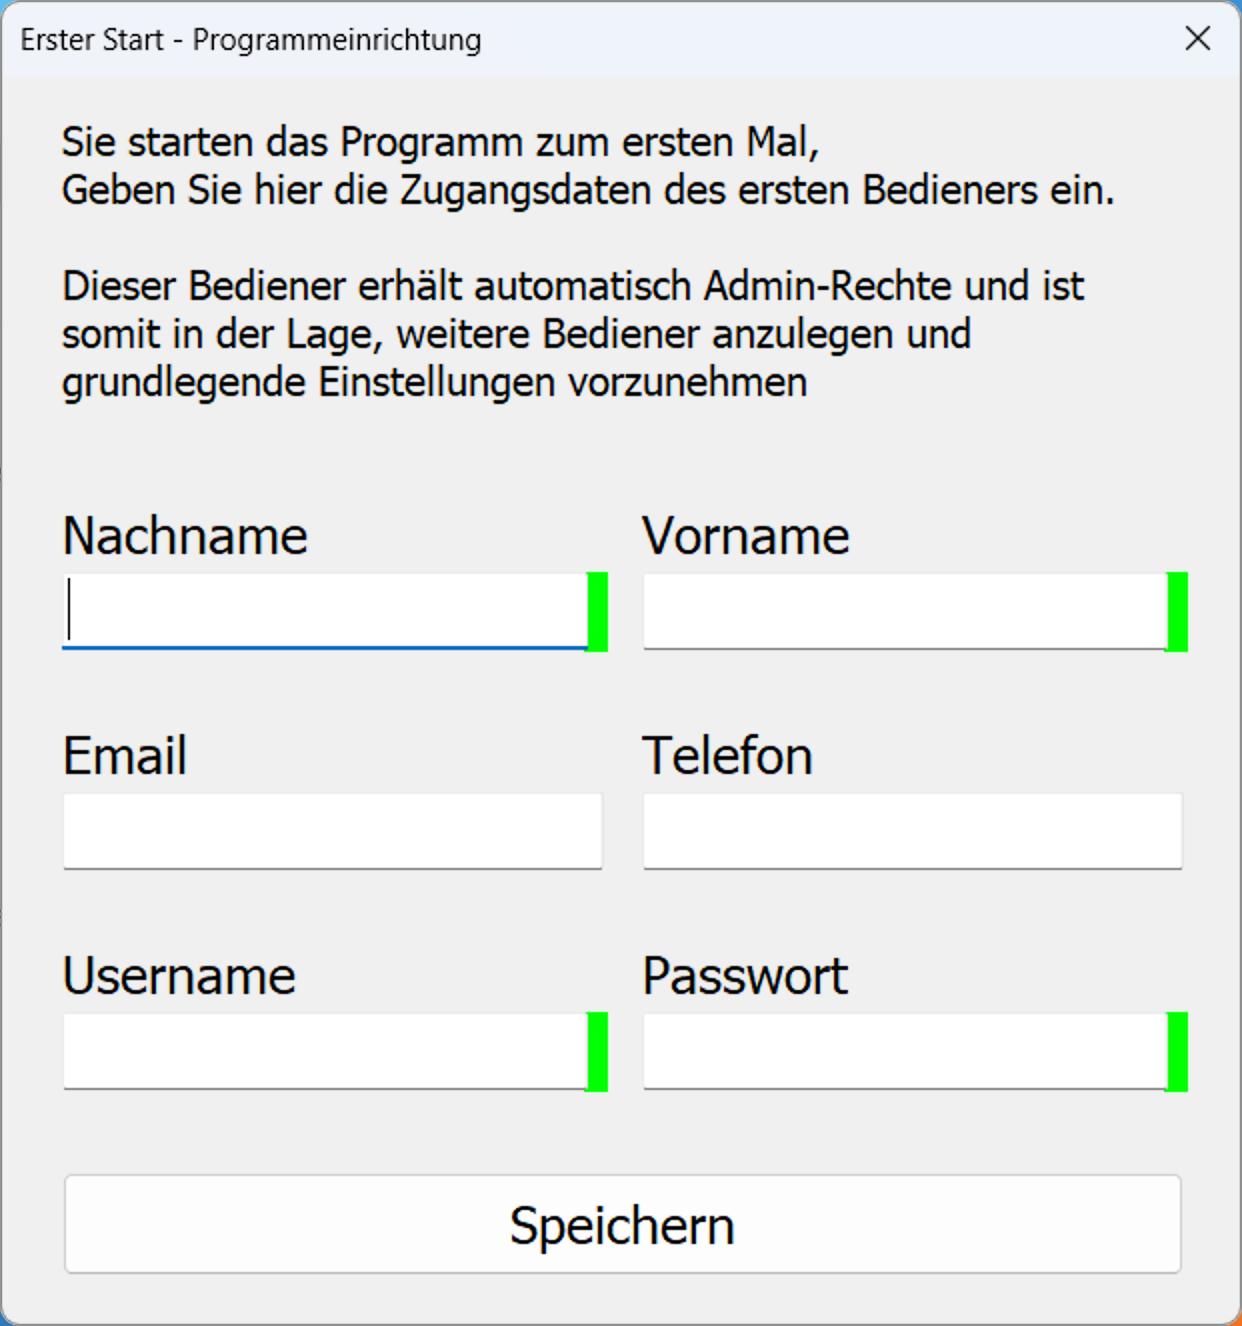 Erster Start - Programmeinrichtung
Sie starten das Programm zum ersten Mal,
Geben Sie hier die Zugangsdaten des ersten Bedieners ein.
Dieser Bediener erhält automatisch Admin-Rechte und ist
somit in der Lage, weitere Bediener anzulegen und
grundlegende Einstellungen vorzunehmen
Nachname
Vorname
Email
Telefon
Username
Passwort
Speichern